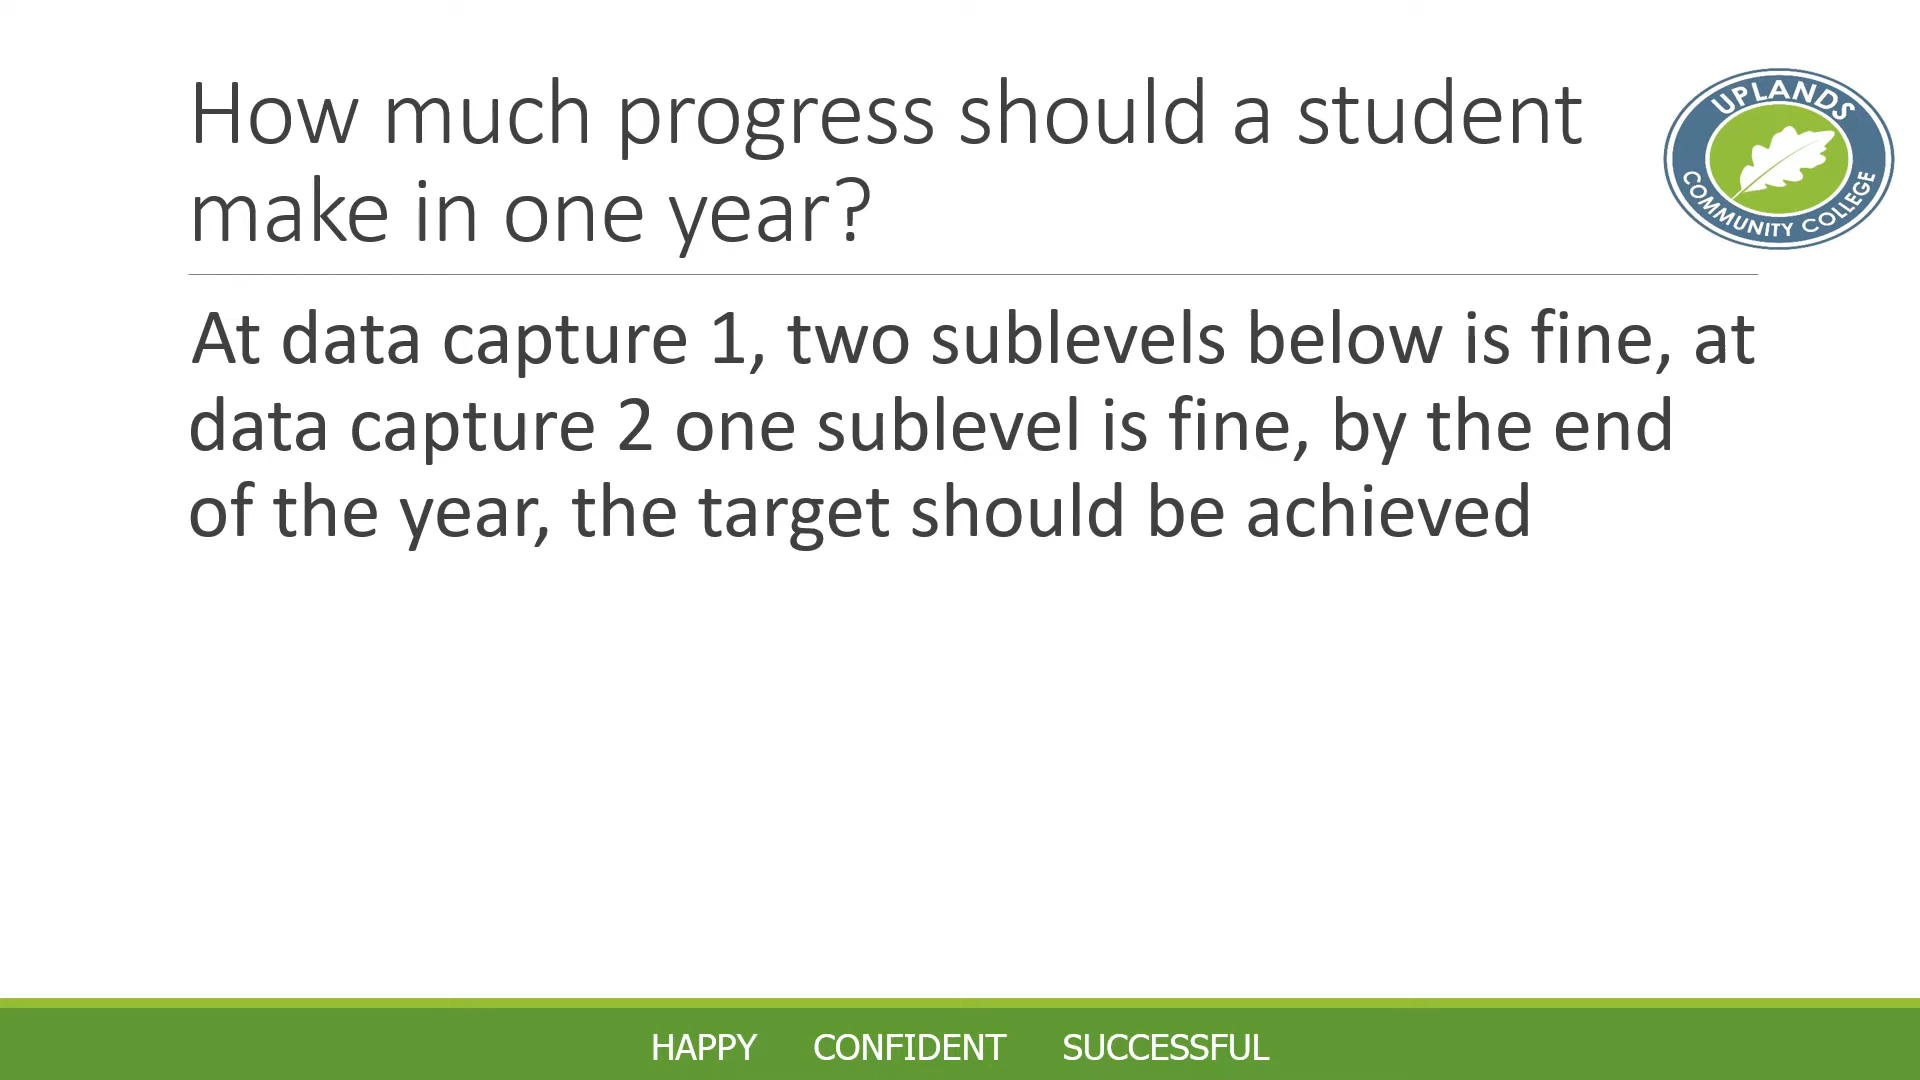 How much progress should a student
make in one year?
UPLANDS
COMMUNITY COLLEGE
At data capture 1, two sublevels below is fine, at
data capture 2 one sublevel is fine, by the end
of the year, the target should be achieved
HAPPY CONFIDENT SUCCESSFUL